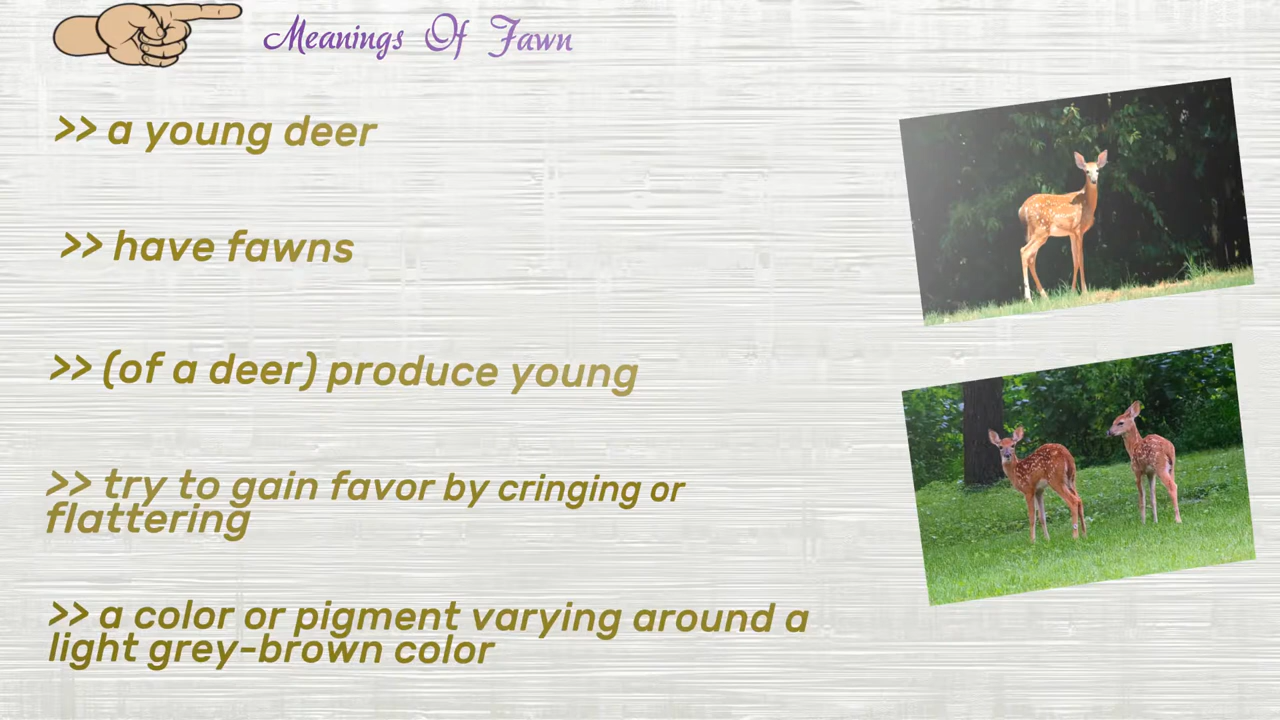 Meanings Of Fawn
>> a young deer
>> have fawns
>> (of a deer) produce young
>> try to gain favor by cringing or
flattering
>> a color or pigment varying around a
light grey-brown color